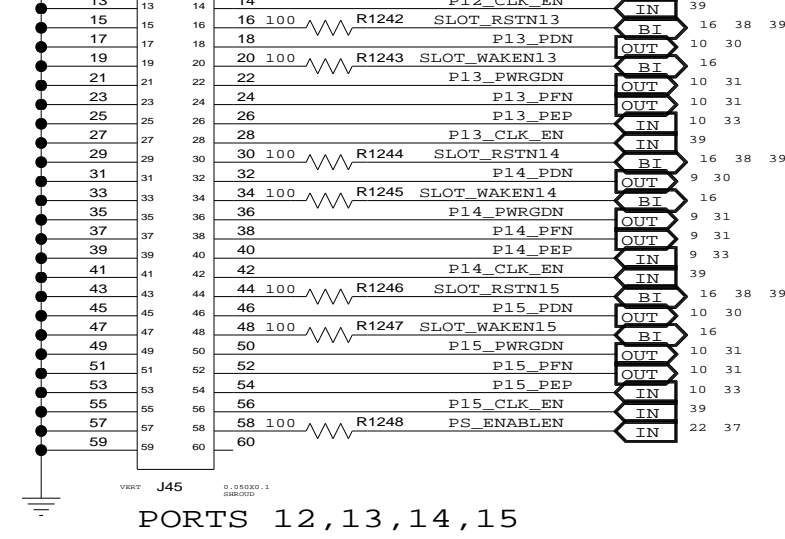 13 13 14 14 P12_CLK_EN IN 39
15 15 16 16 100 R1242 SLOT_RSTN13 BI 16 38 39
17 17 18 18 P13_PDN OUT 10 30
19 19 20 20 100 R1243 SLOT_WAKEN13 BI 16
21 21 22 22 P13_PWRGDN OUT 10 31
23 23 24 24 P13_PFN OUT 10 31
25 25 26 26 P13_PEP IN 10 33
27 27 28 28 P13_CLK_EN IN 39
29 29 30 30 100 R1244 SLOT_RSTN14 BI 16 38 39
31 31 32 32 P14_PDN OUT 9 30
33 33 34 34 100 R1245 SLOT_WAKEN14 BI 16
35 35 36 36 P14_PWRGDN OUT 9 31
37 37 38 38 P14_PFN OUT 9 31
39 39 40 40 P14_PEP IN 9 33
41 41 42 42 P14_CLK_EN IN 39
43 43 44 44 100 R1246 SLOT_RSTN15 BI 16 38 39
45 45 46 46 P15_PDN OUT 10 30
47 47 48 48 100 R1247 SLOT_WAKEN15 BI 16
49 49 50 50 P15_PWRGDN OUT 10 31
51 51 52 52 P15_PFN OUT 10 31
53 53 54 54 P15_PEP IN 10 33
55 55 56 56 P15_CLK_EN IN 39
57 57 58 58 100 R1248 PS_ENABLEN IN 22 37
59 59 60 60
VERT J45 0.050X0.1
SHROUD
PORTS 12,13,14,15